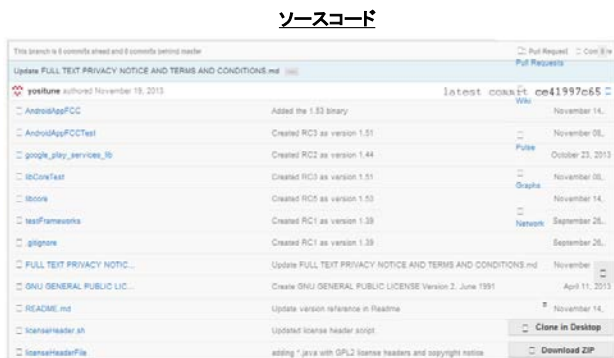 ソースコード
This branch is 6 commits ahead and 6 commits behind master
Pull Request
Pull Requests
Update FULL TEXT PRIVACY NOTICE AND TERMS AND CONDITIONS.md
yositune authored November 19, 2013
latest commit ce41997c65
Wiki
AndroidAppFCC Added the 1.53 binary November 14,
AndroidAppFCCTest Created RC3 as version 1.51 November 08,
Pulse
google_play_services_lib Created RC2 as version 1.44 October 23, 2013
libCoreTest Created RC3 as version 1.51 November 08,
Graphs
libcore Created RC5 as version 1.53 November 14,
testFrameworks Created RC1 as version 1.39 September 26,
Network
.gitignore Created RC1 as version 1.39 September 26,
FULL TEXT PRIVACY NOTIC... Update FULL TEXT PRIVACY NOTICE AND TERMS AND CONDITIONS.md November
GNU GENERAL PUBLIC LIC... Create GNU GENERAL PUBLIC LICENSE Version 2, June 1991 April 11, 2013
README.md Update version reference in Readme November 14,
licenseHeader.sh Updated license header script
Clone in Desktop
licenseHeaderFile adding *.java with GPL2 license headers and copyright notice
Download ZIP